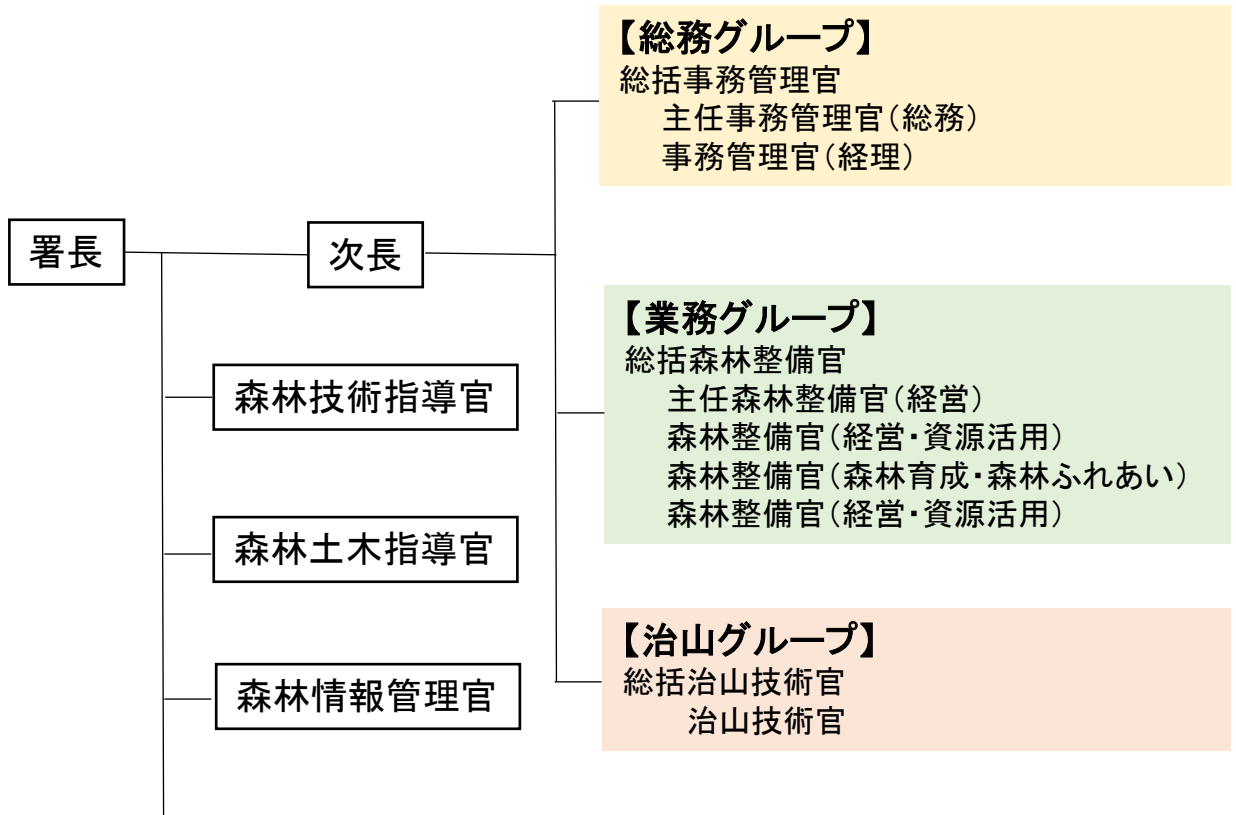 署長
次長
森林技術指導官
森林土木指導官
森林情報管理官
【総務グループ】
総括事務管理官
主任事務管理官（総務）
事務管理官（経理）
【業務グループ】
総括森林整備官
主任森林整備官（経営）
森林整備官（経営・資源活用）
森林整備官（森林育成・森林ふれあい）
森林整備官（経営・資源活用）
【治山グループ】
総括治山技術官
治山技術官